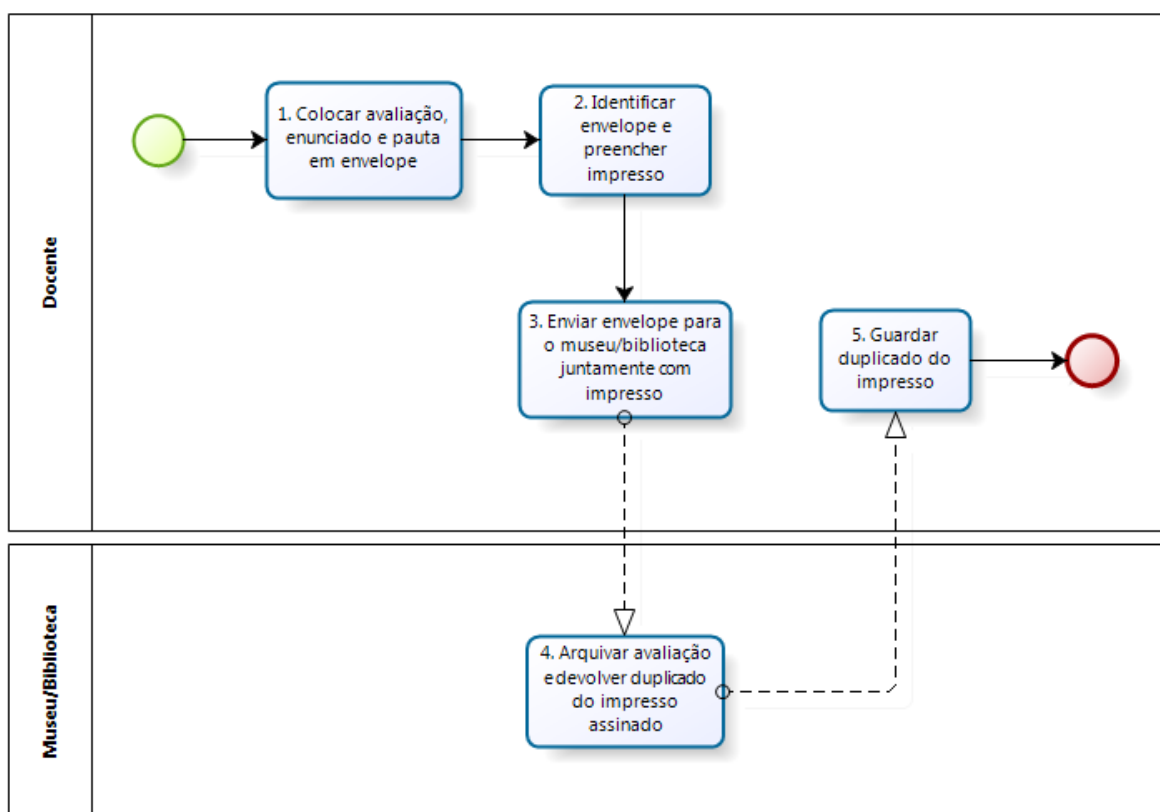 Docente
1. Colocar avaliação,
enunciado e pauta
em envelope
2. Identificar
envelope e
preencher
impresso
3. Enviar envelope para
o museu/biblioteca
juntamente com
impresso
5. Guardar
duplicado do
impresso
Museu/Biblioteca
4. Arquivar avaliação
e devolver duplicado
do impresso
assinado